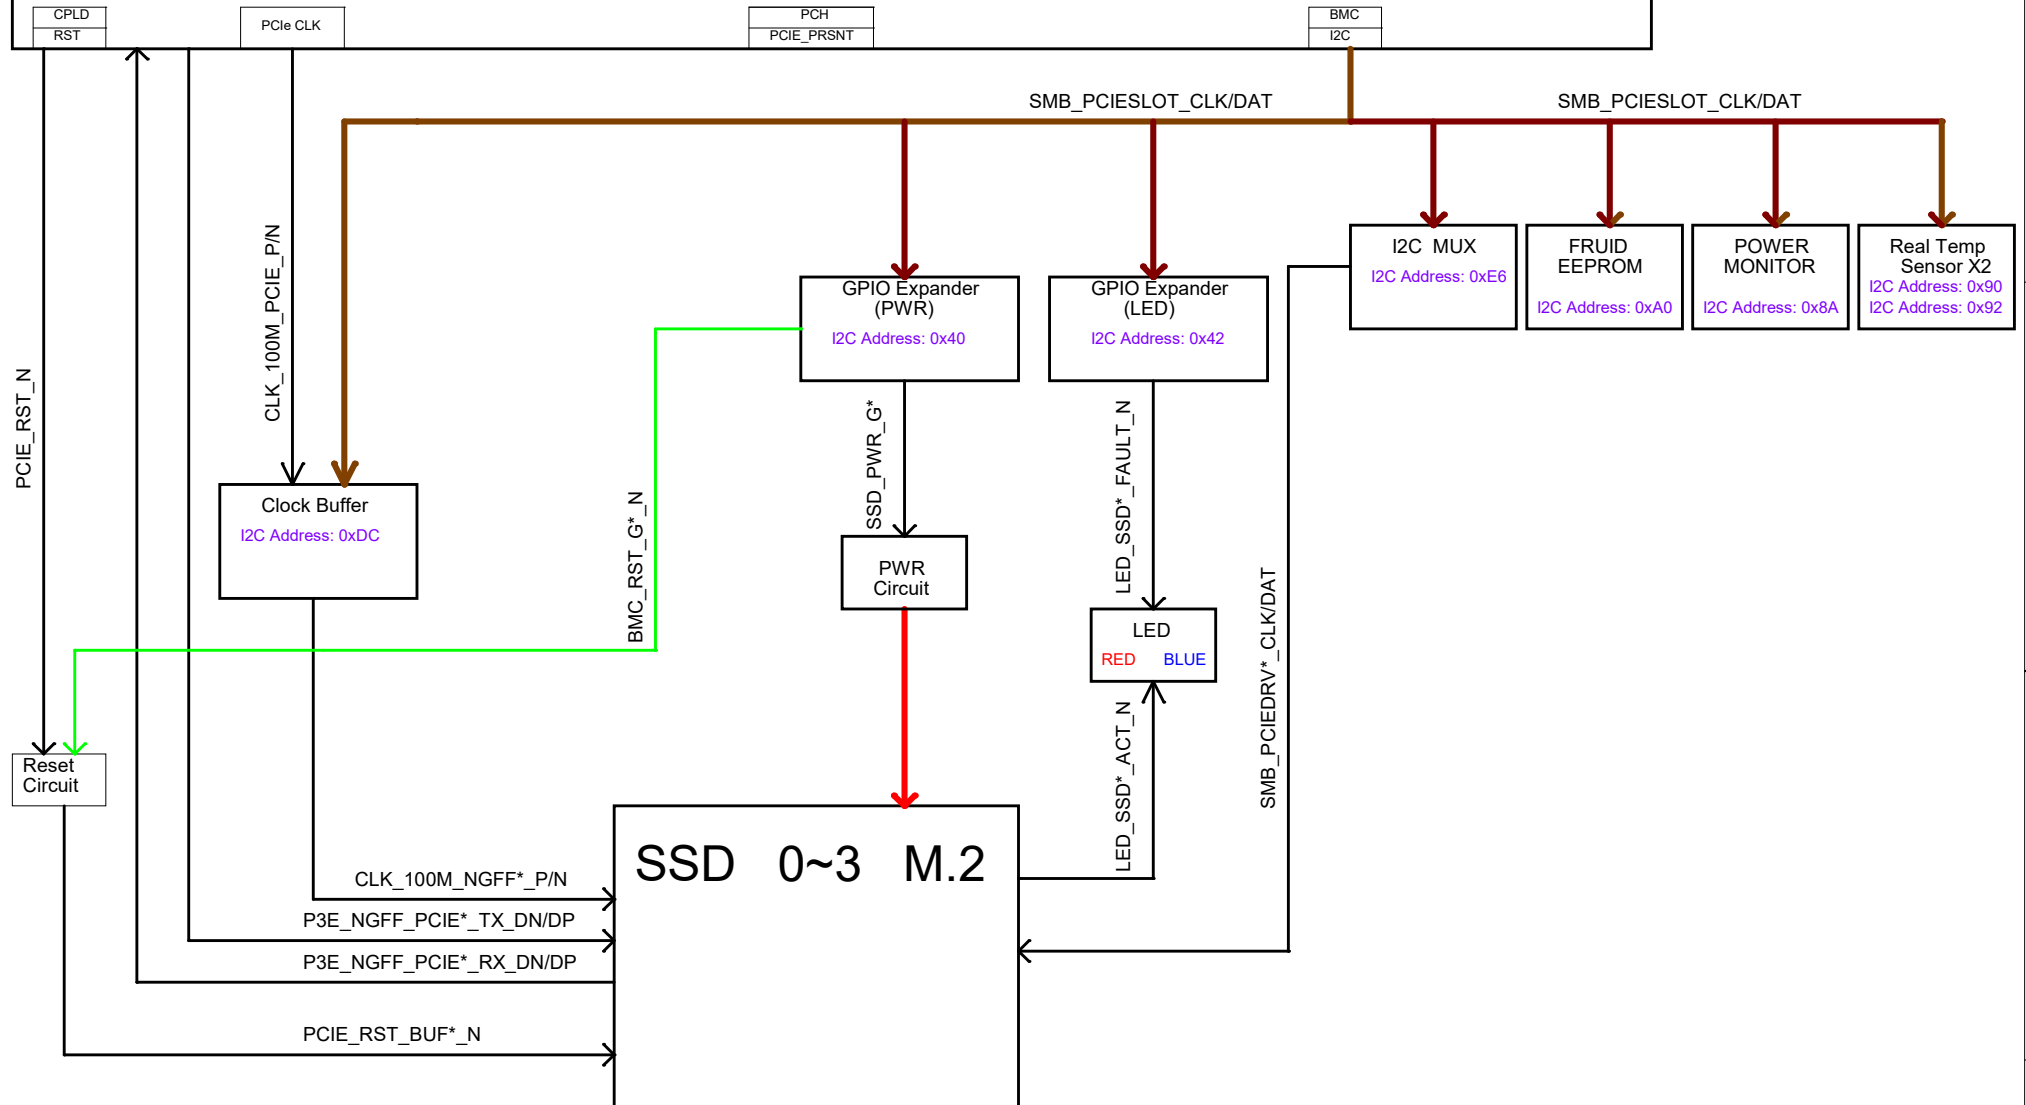 CPLD
RST
PCIe CLK
PCH
PCIE_PRSNT
BMC
I2C
SMB_PCIESLOT_CLK/DAT
SMB_PCIESLOT_CLK/DAT
PCIE_RST_N
CLK_100M_PCIE_P/N
I2C MUX
I2C Address: 0xE6
FRUID
EEPROM
I2C Address: 0xA0
POWER
MONITOR
I2C Address: 0x8A
Real Temp
Sensor X2
I2C Address: 0x90
I2C Address: 0x92
GPIO Expander
(PWR)
I2C Address: 0x40
GPIO Expander
(LED)
I2C Address: 0x42
Clock Buffer
I2C Address: 0xDC
BMC_RST_G*_N
SSD_PWR_G*
LED_SSD*_FAULT_N
PWR
Circuit
LED
RED BLUE
SMB_PCIEDRV*_CLK/DAT
LED_SSD*_ACT_N
Reset
Circuit
SSD 0~3 M.2
CLK_100M_NGFF*_P/N
P3E_NGFF_PCIE*_TX_DN/DP
P3E_NGFF_PCIE*_RX_DN/DP
PCIE_RST_BUF*_N